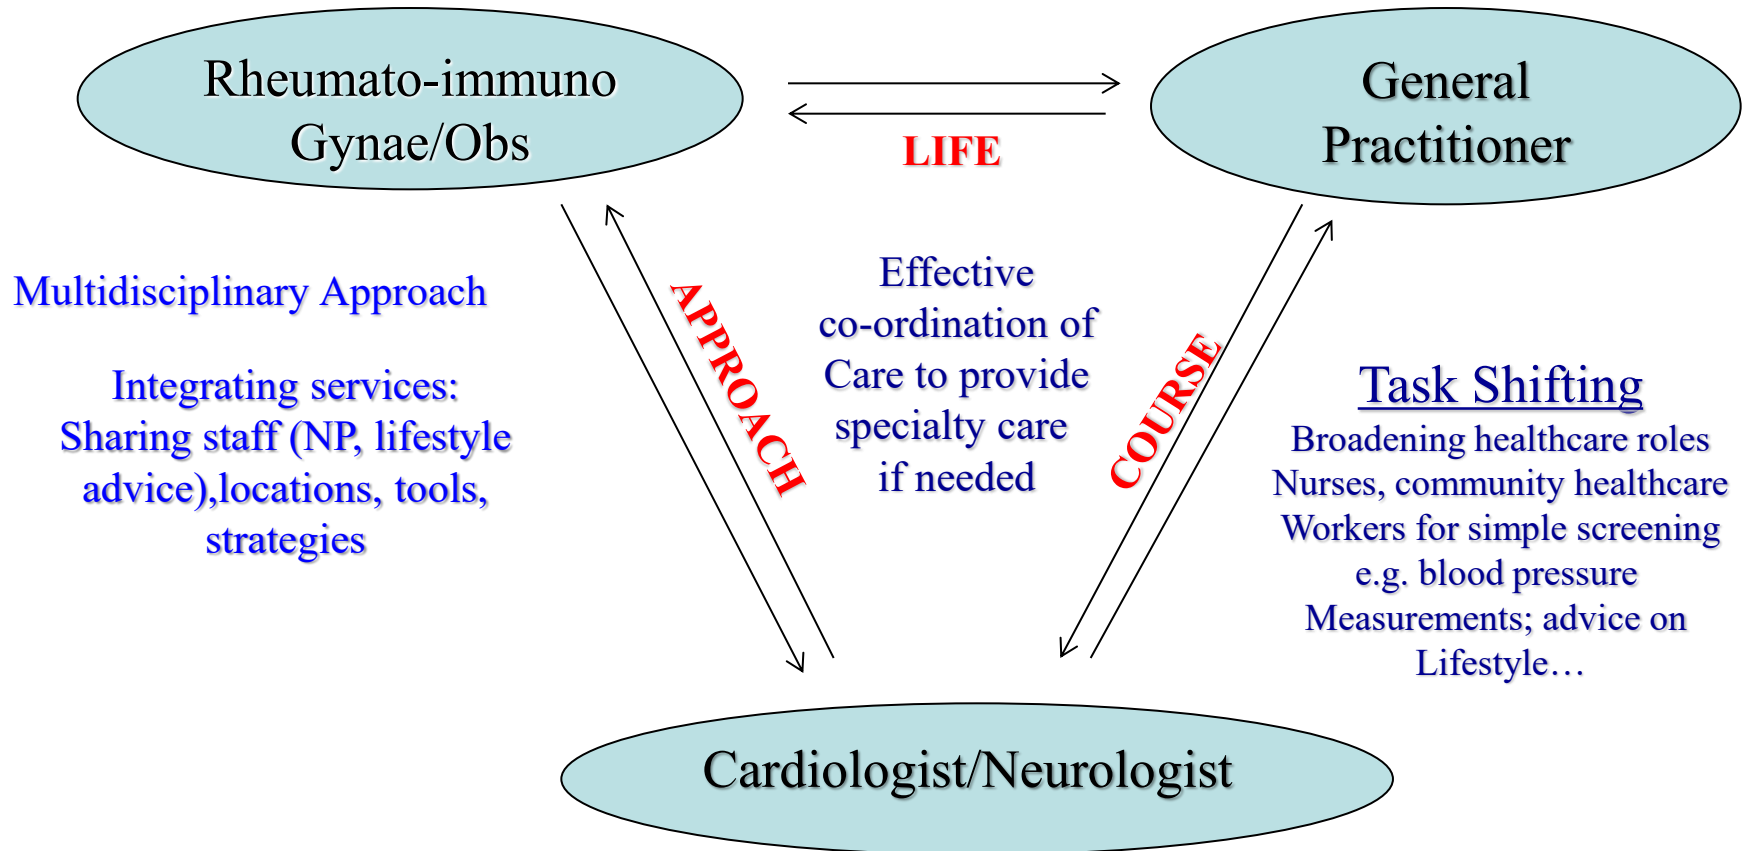 Rheumato-immuno
Gynae/Obs
General
Practitioner
LIFE
Multidisciplinary Approach
Integrating services:
Sharing staff (NP, lifestyle
advice),locations, tools,
strategies
APPROACH
Effective
co-ordination of
Care to provide
specialty care
if needed
COURSE
Task Shifting
Broadening healthcare roles
Nurses, community healthcare
Workers for simple screening
e.g. blood pressure
Measurements; advice on
Lifestyle…
Cardiologist/Neurologist